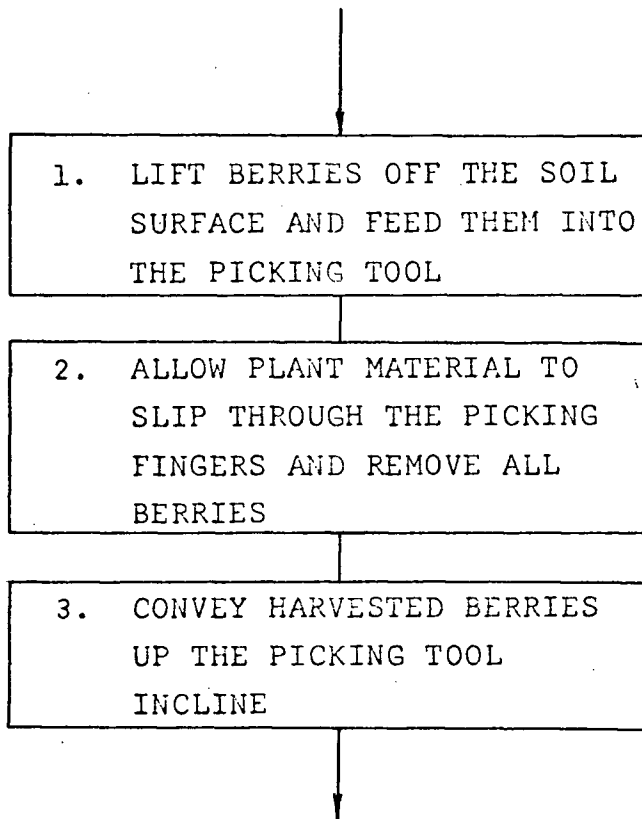 1. LIFT BERRIES OFF THE SOIL
SURFACE AND FEED THEM INTO
THE PICKING TOOL
2. ALLOW PLANT MATERIAL TO
SLIP THROUGH THE PICKING
FINGERS AND REMOVE ALL
BERRIES
3. CONVEY HARVESTED BERRIES
UP THE PICKING TOOL
INCLINE